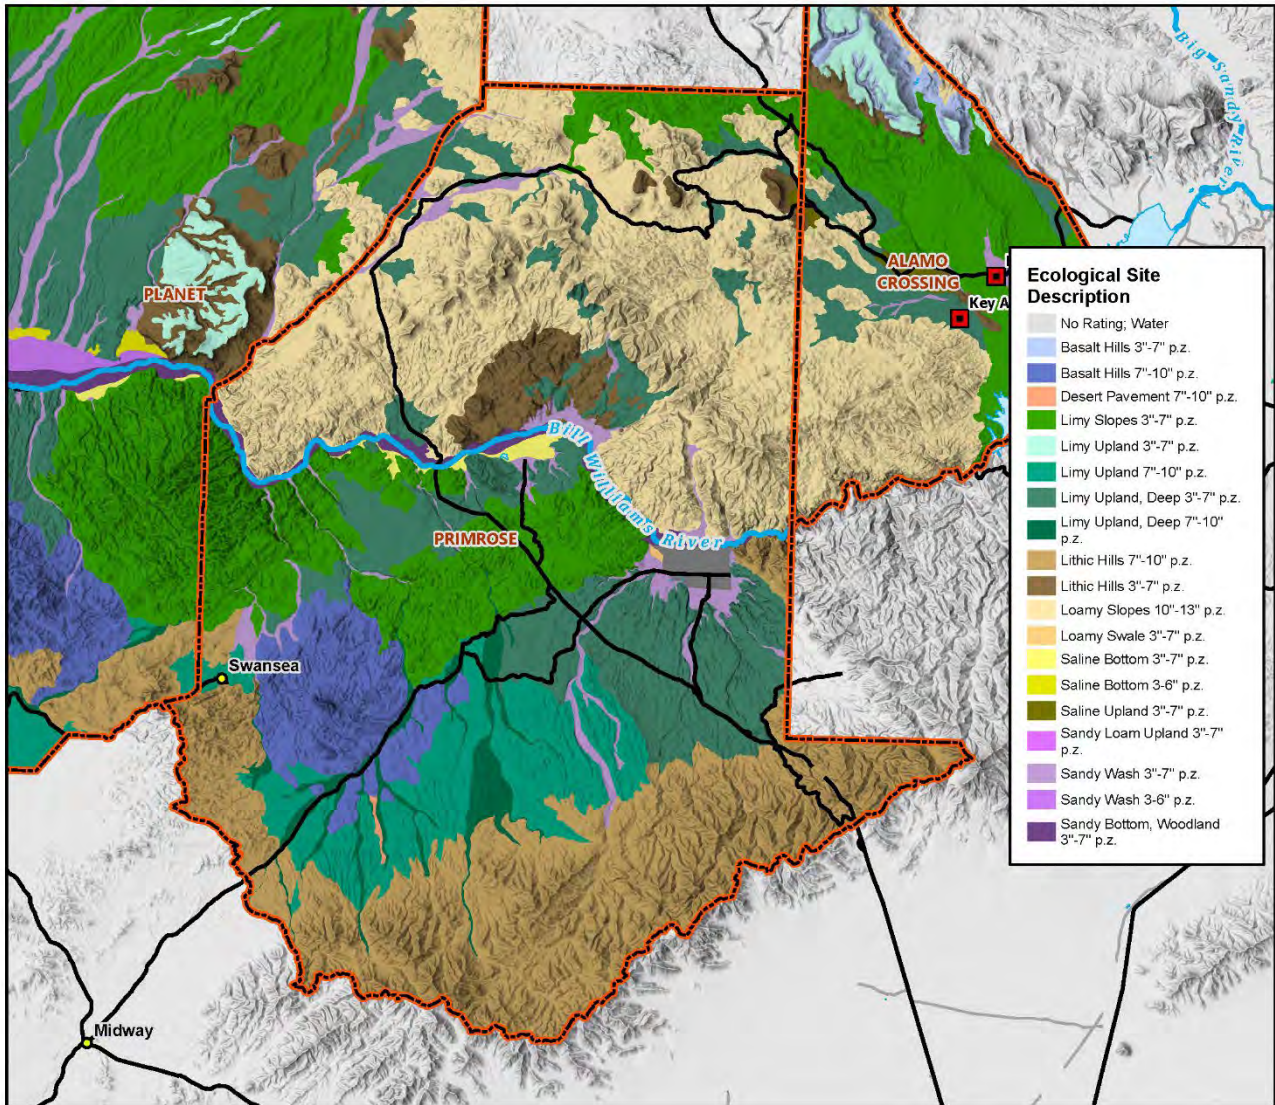 Big Sandy River
PLANET
ALAMO
CROSSING
Key A
Bill Williams River
PRIMROSE
Swansea
Midway
Ecological Site
Description
No Rating; Water
Basalt Hills 3"-7" p.z.
Basalt Hills 7"-10" p.z.
Desert Pavement 7"-10" p.z.
Limy Slopes 3"-7" p.z.
Limy Upland 3"-7" p.z.
Limy Upland 7"-10" p.z.
Limy Upland, Deep 3"-7" p.z.
Limy Upland, Deep 7"-10"
p.z.
Lithic Hills 7"-10" p.z.
Lithic Hills 3"-7" p.z.
Loamy Slopes 10"-13" p.z.
Loamy Swale 3"-7" p.z.
Saline Bottom 3"-7" p.z.
Saline Bottom 3-6" p.z.
Saline Upland 3"-7" p.z.
Sandy Loam Upland 3"-7"
p.z.
Sandy Wash 3"-7" p.z.
Sandy Wash 3-6" p.z.
Sandy Bottom, Woodland
3"-7" p.z.